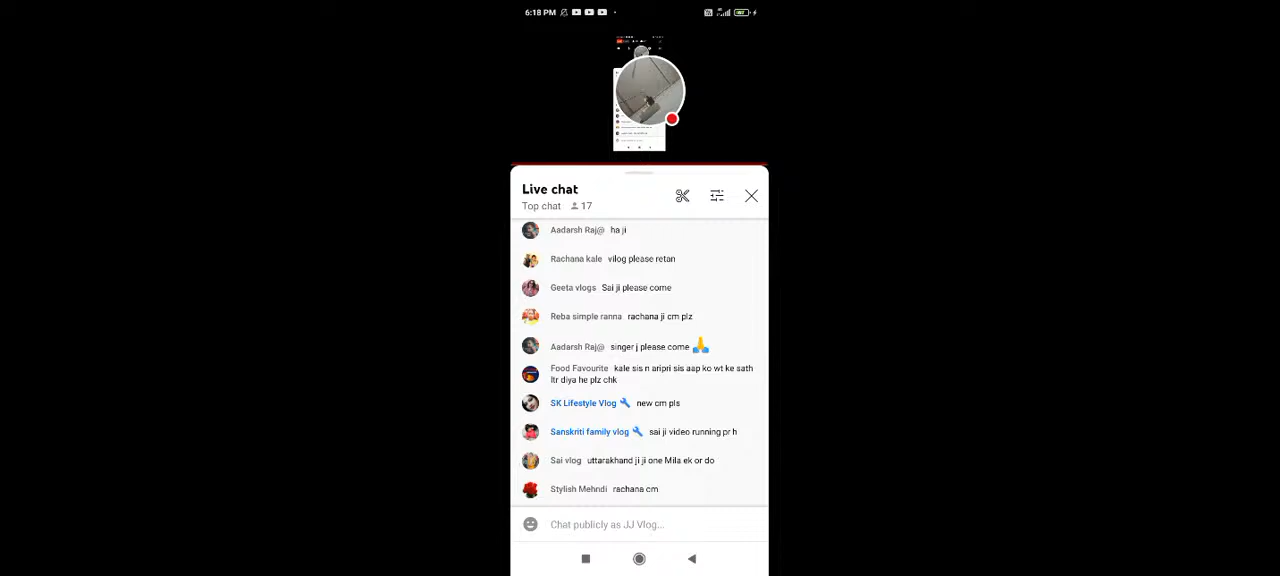 6:18 PM
Live chat
Top chat 17
Aadarsh Raj@ ha ji
Rachana kale vilog please retan
Geeta vlogs Sai ji please come
Reba simple ranna rachana ji cm plz
Aadarsh Raj@ singer j please come 🙏
Food Favourite kale sis n aripri sis aap ko wt ke sath
ltr diya he plz chk
SK Lifestyle Vlog new cm pls
Sanskriti family vlog sai ji video running pr h
Sai vlog uttarakhand ji ji one Mila ek or do
Stylish Mehndi rachana cm
Chat publicly as JJ Vlog...